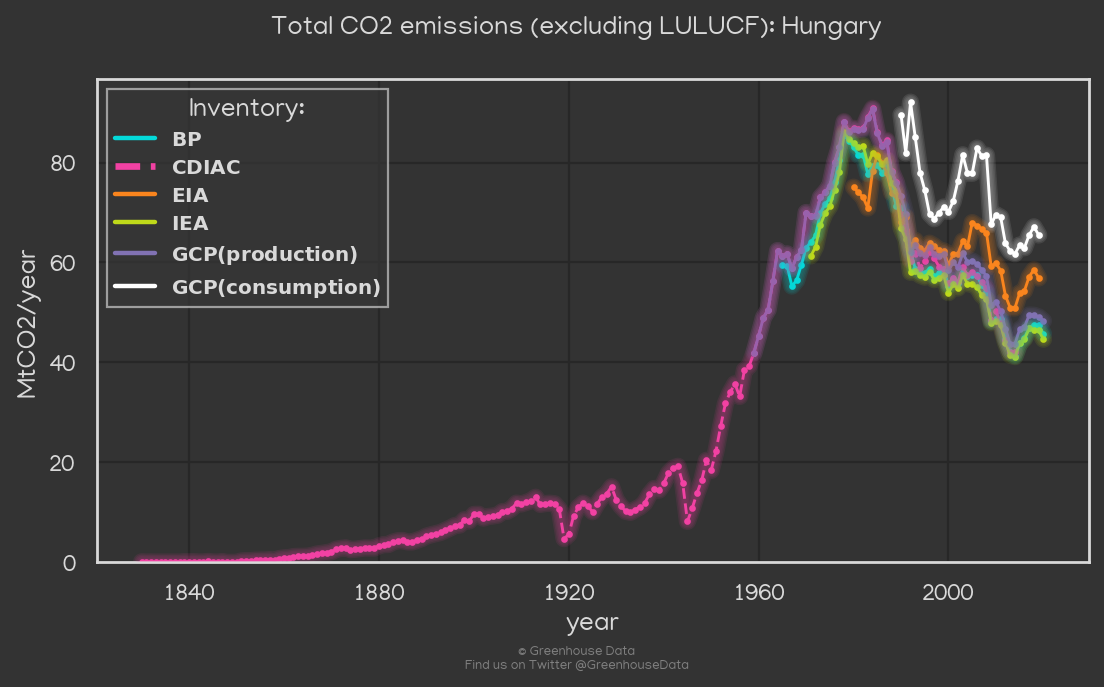 Total CO2 emissions (excluding LULUCF): Hungary
Inventory:
BP
CDIAC
EIA
IEA
GCP(production)
GCP(consumption)
MtCO2/year
80
60
40
20
0
1840 1880 1920 1960 2000
year
© Greenhouse Data
Find us on Twitter @GreenhouseData